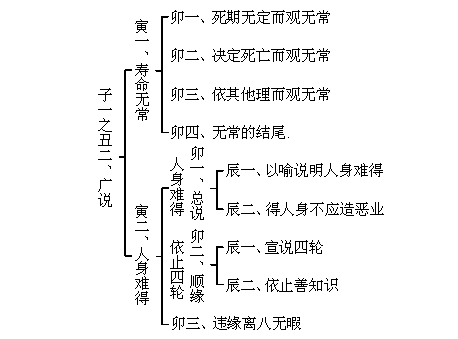 子一之丑二、广说
寅一、寿命无常
卯一、死期无定而观无常
卯二、决定死亡而观无常
卯三、依其他理而观无常
卯四、无常的结尾.
寅二、人身难得
卯一、总说
人身难得
辰一、以喻说明人身难得
辰二、得人身不应造恶业
卯二、顺缘
依止四轮
辰一、宣说四轮
辰二、依止善知识
卯三、违缘离八无暇